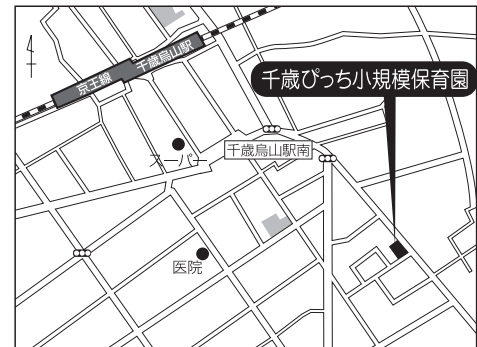 京王線 千歳烏山駅
千歳ぴっち小規模保育園
千歳烏山駅南
スーパー
医院